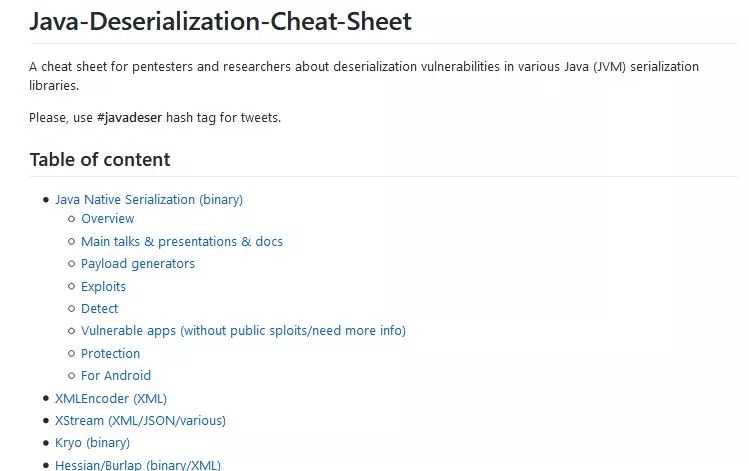 Java-Deserialization-Cheat-Sheet
A cheat sheet for pentesters and researchers about deserialization vulnerabilities in various Java (JVM) serialization
libraries.
Please, use #javadeser hash tag for tweets.
Table of content
Java Native Serialization (binary)
Overview
Main talks & presentations & docs
Payload generators
Exploits
Detect
Vulnerable apps (without public sploits/need more info)
Protection
For Android
XMLEncoder (XML)
XStream (XML/JSON/various)
Kryo (binary)
Hessian/Burlap (binary/XML)